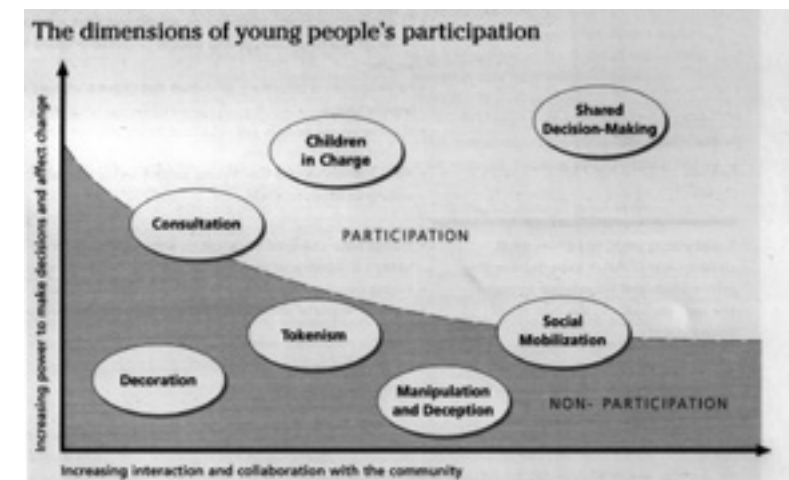 The dimensions of young people's participation
Increasing power to make decisions and affect change
Shared
Decision-Making
Children
in Charge
Consultation
PARTICIPATION
Tokenism
Social
Mobilization
Decoration
Manipulation
and Deception
NON- PARTICIPATION
Increasing interaction and collaboration with the community